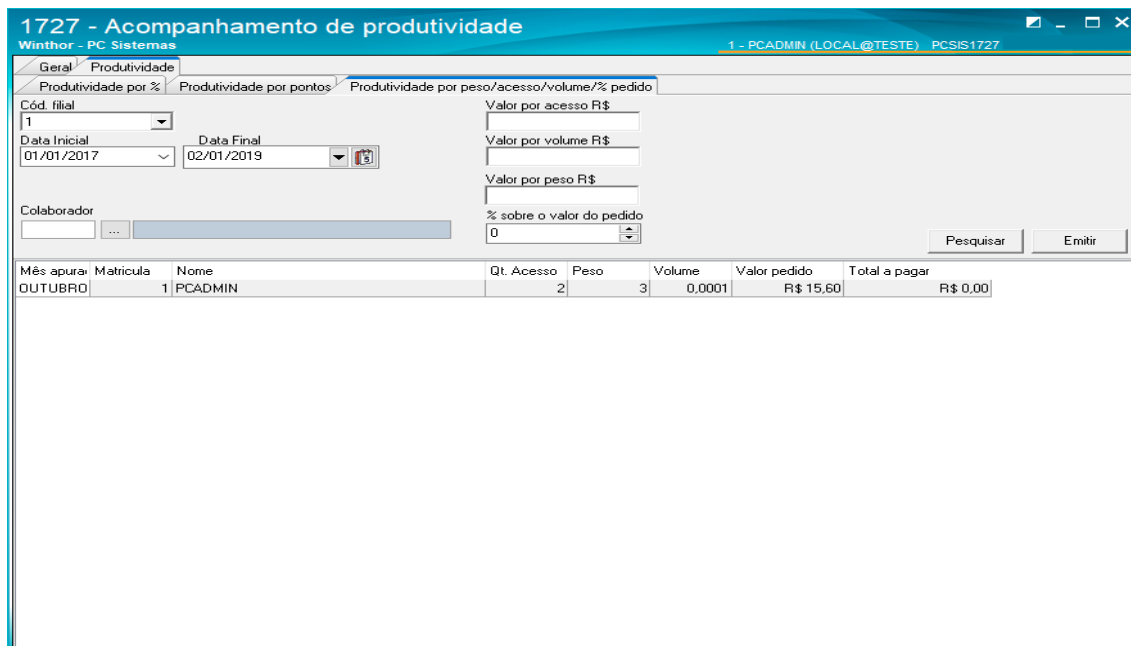 1727 - Acompanhamento de produtividade
Winthor - PC Sistemas
1 - PCADMIN (LOCAL@TESTE) PCSIS1727
Geral Produtividade
Produtividade por % Produtividade por pontos Produtividade por peso/acesso/volume/% pedido
Cód. filial
1
Data Inicial Data Final
01/01/2017 02/01/2019
Colaborador
...
Valor por acesso R$
Valor por volume R$
Valor por peso R$
% sobre o valor do pedido
0
Pesquisar Emitir
Mês apura Matricula Nome Qt. Acesso Peso Volume Valor pedido Total a pagar
OUTUBRO 1 PCADMIN 2 3 0,0001 R$ 15,60 R$ 0,00